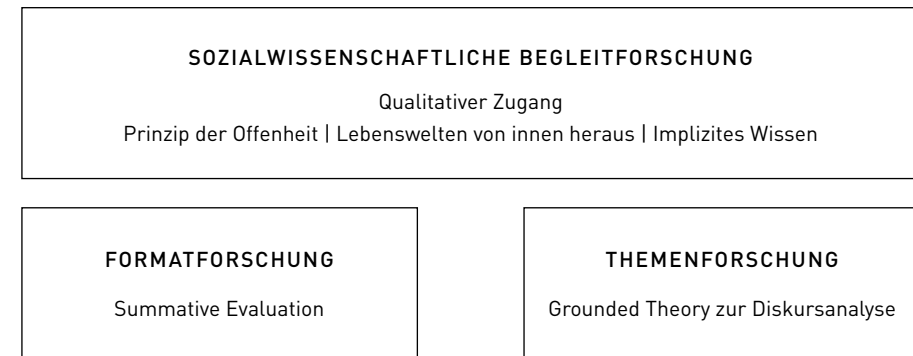 SOZIALWISSENSCHAFTLICHE BEGLEITFORSCHUNG
Qualitativer Zugang
Prinzip der Offenheit | Lebenswelten von innen heraus | Implizites Wissen
FORMATFORSCHUNG
Summative Evaluation
THEMENFORSCHUNG
Grounded Theory zur Diskursanalyse